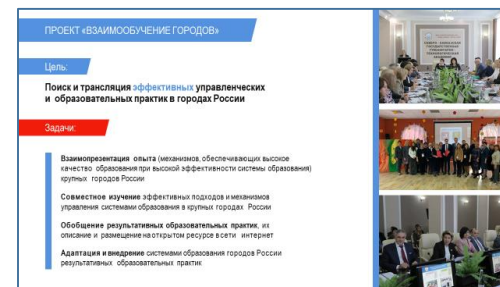 ПРОЕКТ «ВЗАИМООБУЧЕНИЕ ГОРОДОВ»
Цель:
Поиск и трансляция эффективных управленческих
и образовательных практик в городах России
Задачи:
Взаимопрезентация опыта (механизмов, обеспечивающих высокое
качество образования при высокой эффективности системы образования)
крупных городов России
Совместное изучение эффективных подходов и механизмов
управления системами образования в крупных городах России
Обобщение результативных образовательных практик, их
описание и размещение на открытом ресурсе в сети интернет
Адаптация и внедрение системами образования городов России
результативных образовательных практик